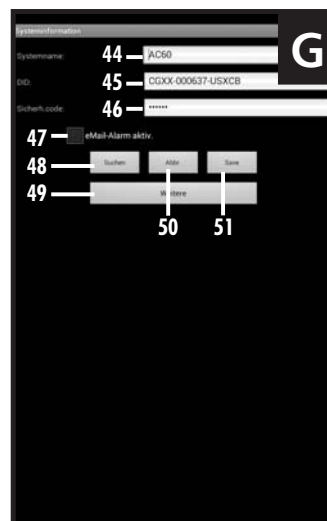 Systeminformation
G
Systemname: 44 AC60
DID: 45 CGXX-000637-USXCB
Sicherh.code: 46 ••••••
47 eMail-Alarm aktiv.
48 Suchen Abbr Save
49 Weitere
50 51